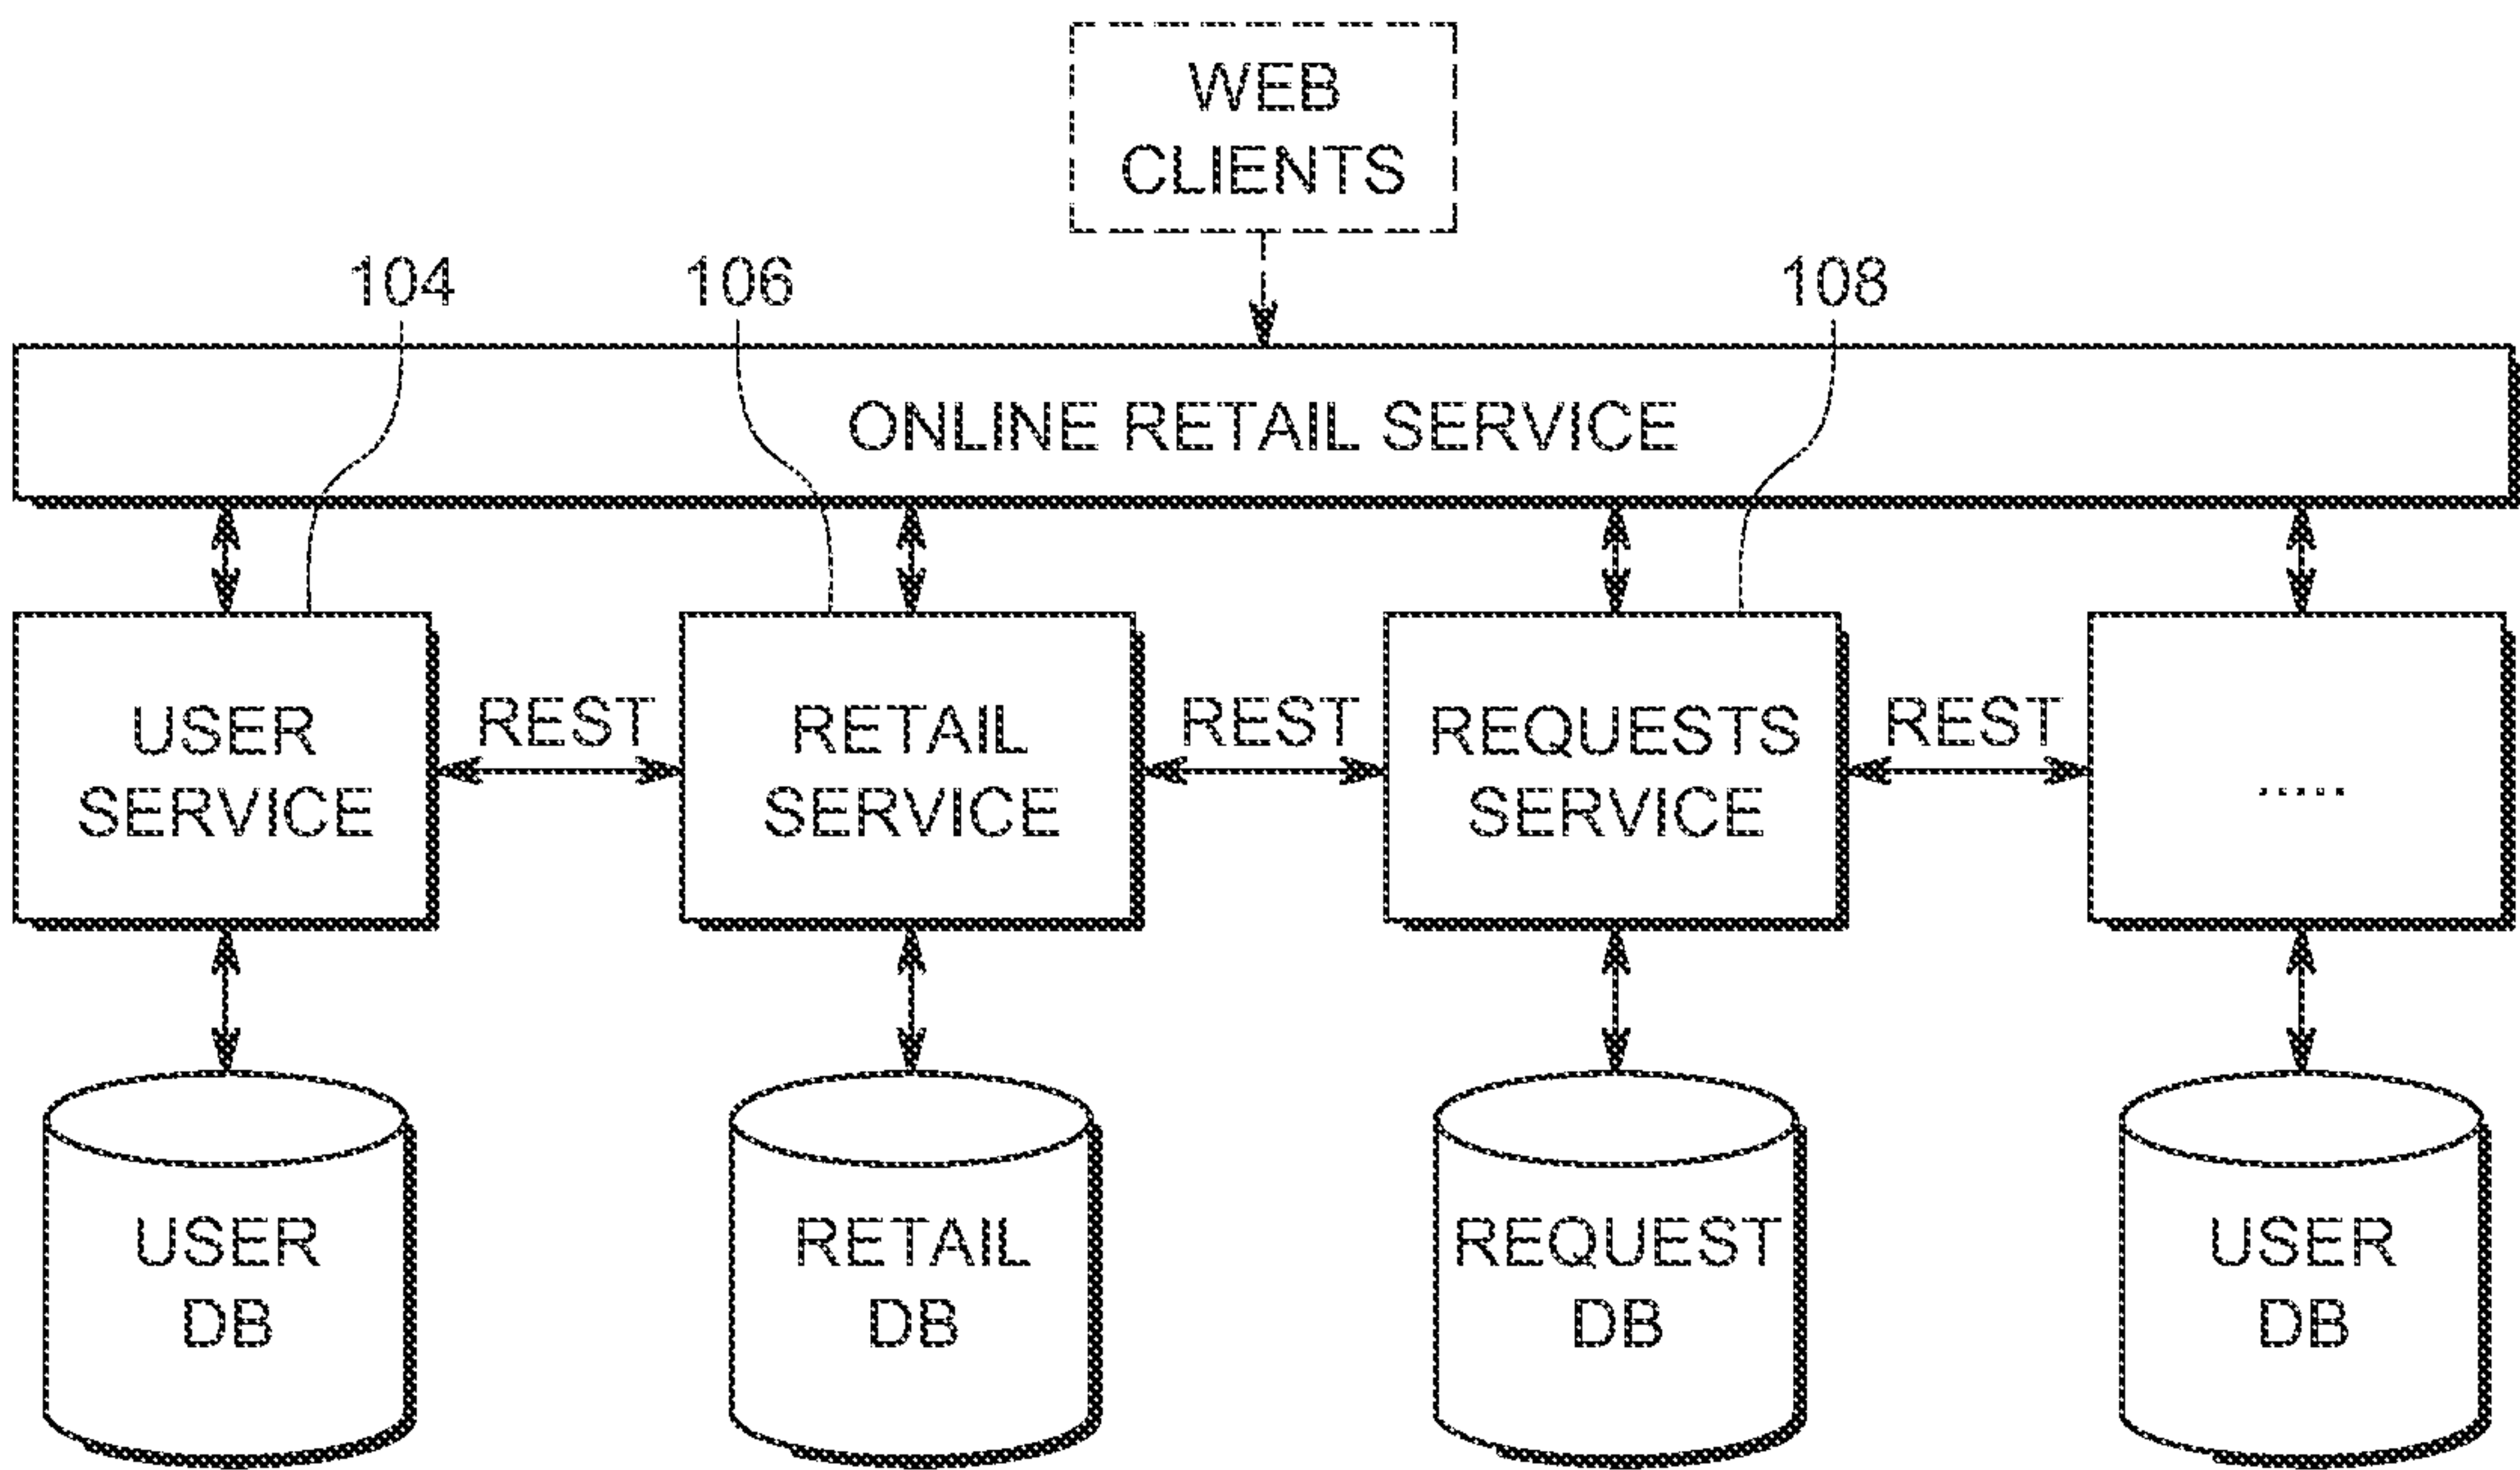 WEB
CLIENTS
104
106
108
ONLINE RETAIL SERVICE
USER
SERVICE
REST
RETAIL
SERVICE
REST
REQUESTS
SERVICE
REST
.....
USER
DB
RETAIL
DB
REQUEST
DB
USER
DB